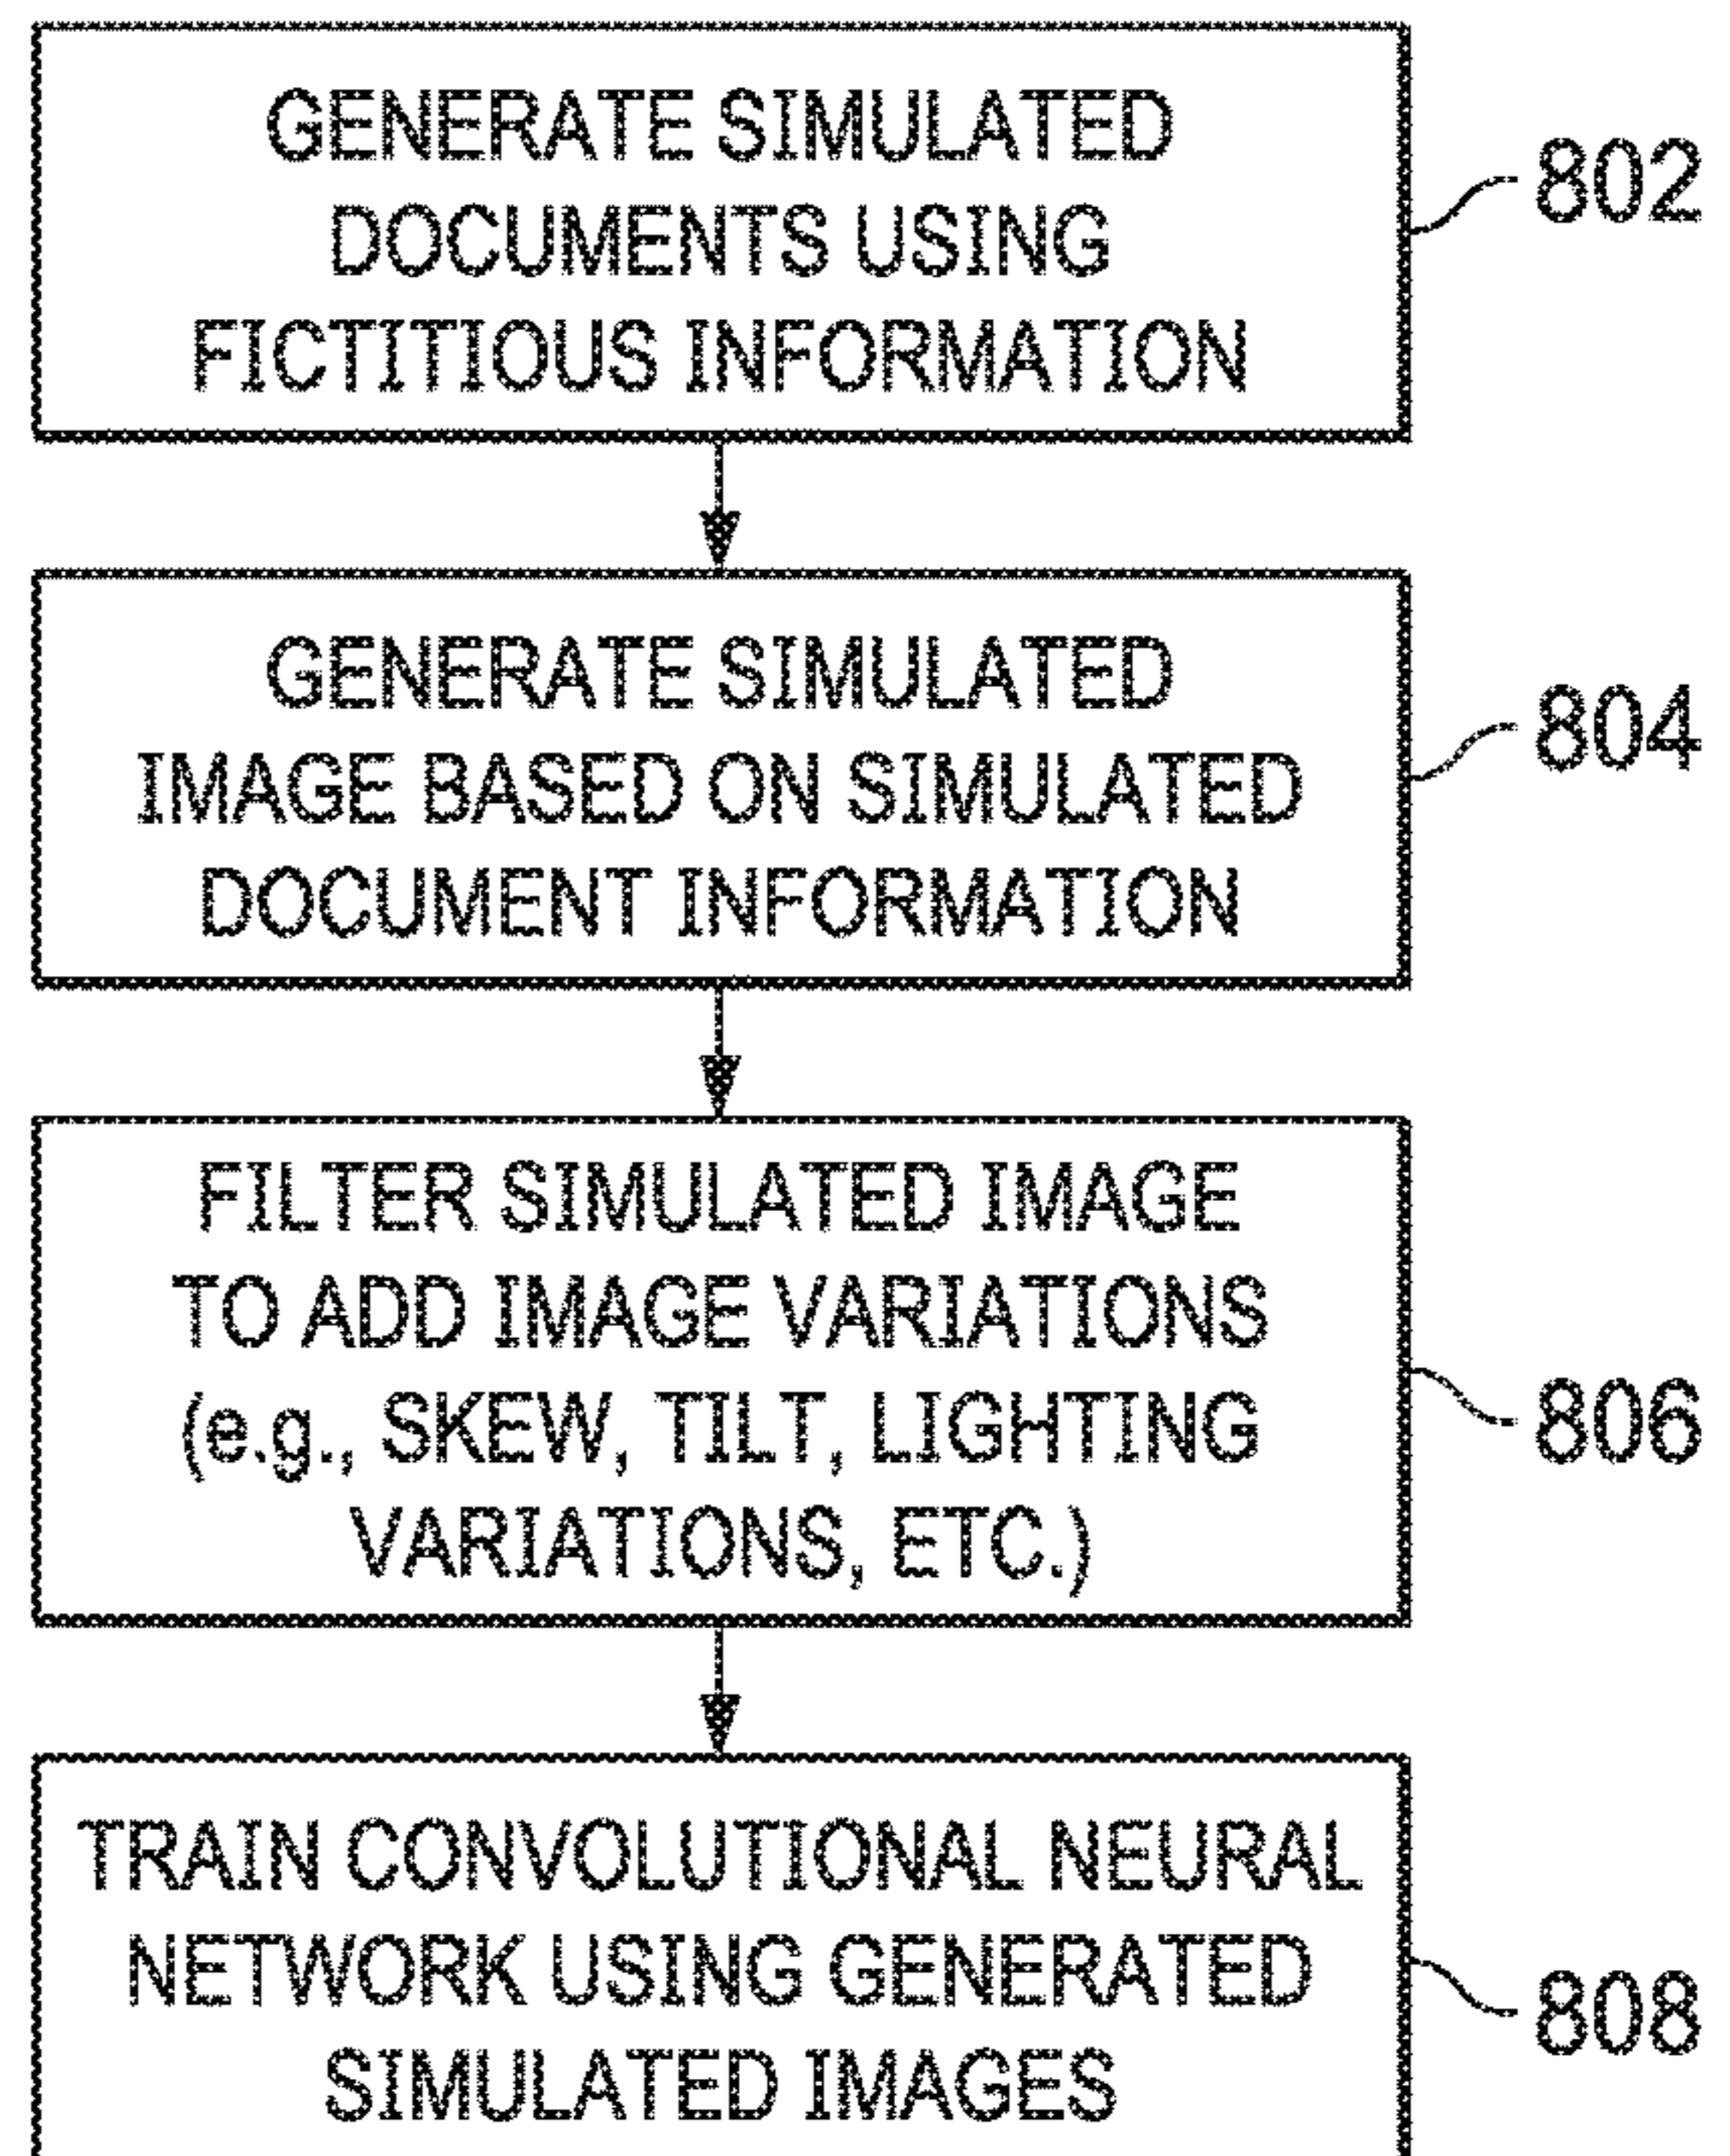 GENERATE SIMULATED
DOCUMENTS USING
FICTITIOUS INFORMATION
802
GENERATE SIMULATED
IMAGE BASED ON SIMULATED
DOCUMENT INFORMATION
804
FILTER SIMULATED IMAGE
TO ADD IMAGE VARIATIONS
(e.g., SKEW, TILT, LIGHTING
VARIATIONS, ETC.)
806
TRAIN CONVOLUTIONAL NEURAL
NETWORK USING GENERATED
SIMULATED IMAGES
808